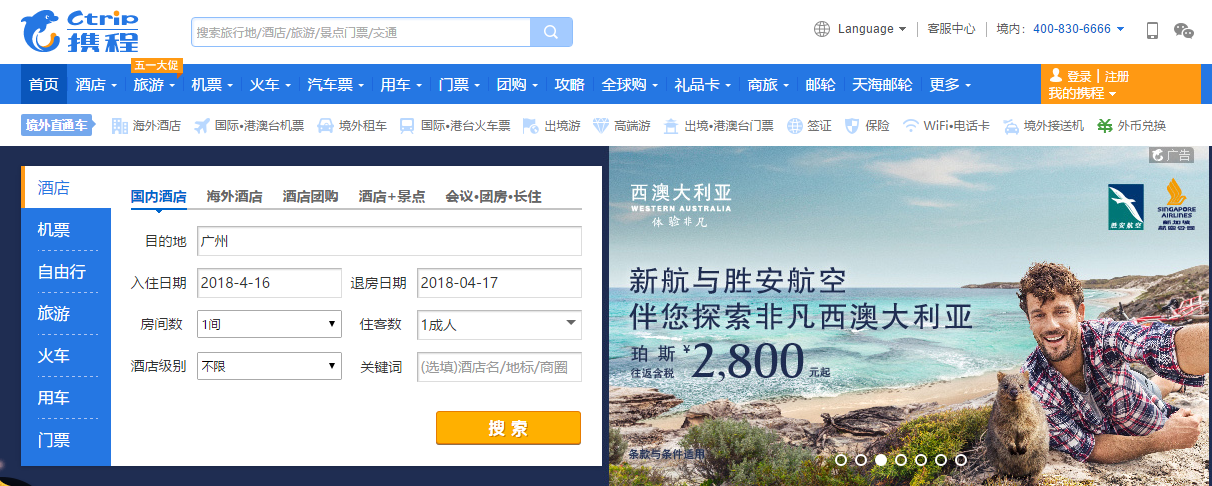 Ctrip
携程
搜索旅行地/酒店/旅游/景点门票/交通
Language
客服中心
境内: 400-830-6666
五一大促
首页 酒店 旅游 机票 火车 汽车票 用车 门票 团购 攻略 全球购 礼品卡 商旅 邮轮 天海邮轮 更多
登录 | 注册
我的携程
境外直通车 海外酒店 国际•港澳台机票 境外租车 国际•港台火车票 出境游 高端游 出境•港澳台门票 签证 保险 WiFi•电话卡 境外接送机 外币兑换
酒店
机票
自由行
旅游
火车
用车
门票
国内酒店 海外酒店 酒店团购 酒店+景点 会议•团房•长住
目的地 广州
入住日期 2018-4-16 退房日期 2018-04-17
房间数 1间 住客数 1成人
酒店级别 不限 关键词 (选填)酒店名/地标/商圈
搜 索
广告
西澳大利亚
WESTERN AUSTRALIA
体验非凡
胜安航空
SINGAPORE
AIRLINES
新加坡
航空公司
新航与胜安航空
伴您探索非凡西澳大利亚
珀斯 ¥2,800 元起
往返含税
条款与条件适用